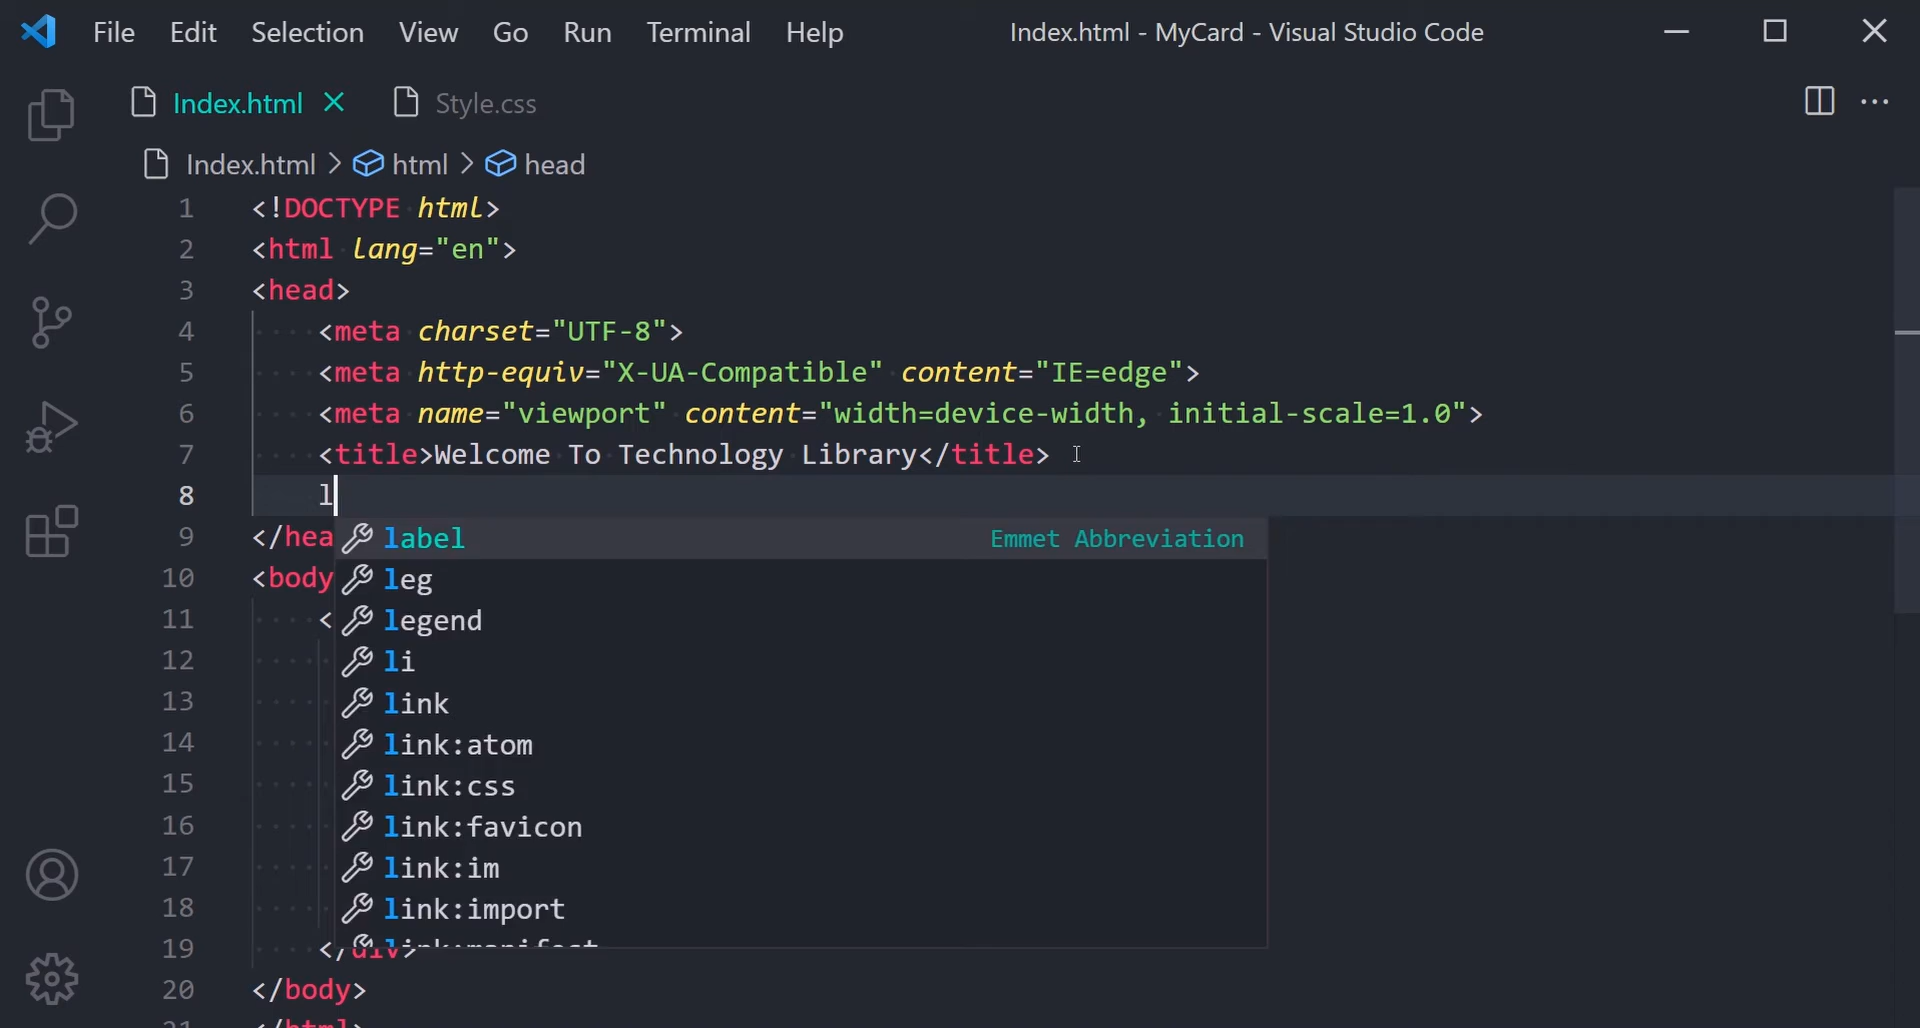 File Edit Selection View Go Run Terminal Help Index.html - MyCard - Visual Studio Code
Index.html Style.css
Index.html > html > head
1 <!DOCTYPE html>
2 <html lang="en">
3 <head>
4 <meta charset="UTF-8">
5 <meta http-equiv="X-UA-Compatible" content="IE=edge">
6 <meta name="viewport" content="width=device-width, initial-scale=1.0">
7 <title>Welcome To Technology Library</title>
8 l
9 </hea label Emmet Abbreviation
10 <body leg
11 < legend
12 li
13 link
14 link:atom
15 link:css
16 link:favicon
17 link:im
18 link:import
19 </div> link:manifest
20 </body>
21 </html>